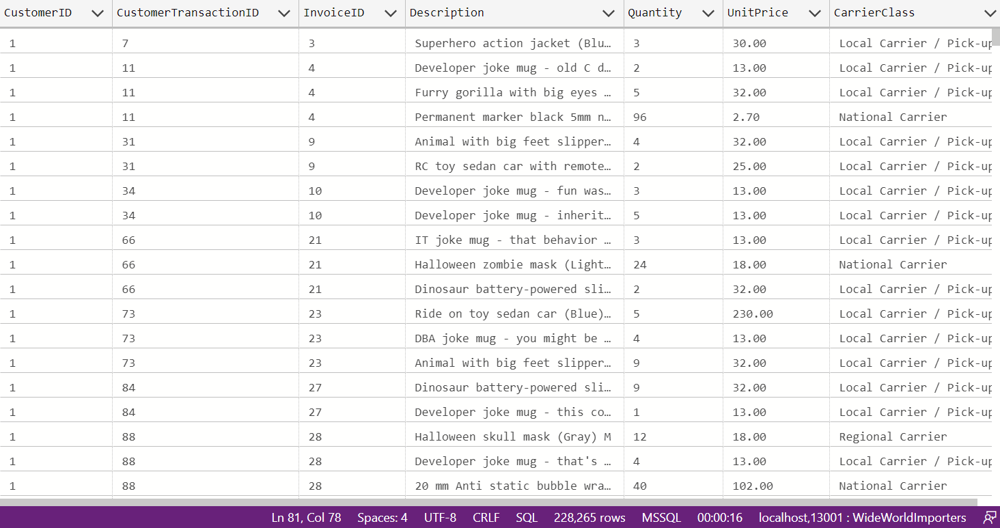 CustomerID CustomerTransactionID InvoiceID Description Quantity UnitPrice CarrierClass
1 7 3 Superhero action jacket (Blu… 3 30.00 Local Carrier / Pick-up
1 11 4 Developer joke mug - old C d… 2 13.00 Local Carrier / Pick-up
1 11 4 Furry gorilla with big eyes … 5 32.00 Local Carrier / Pick-up
1 11 4 Permanent marker black 5mm n… 96 2.70 National Carrier
1 31 9 Animal with big feet slipper… 4 32.00 Local Carrier / Pick-up
1 31 9 RC toy sedan car with remote… 2 25.00 Local Carrier / Pick-up
1 34 10 Developer joke mug - fun was… 3 13.00 Local Carrier / Pick-up
1 34 10 Developer joke mug - inherit… 5 13.00 Local Carrier / Pick-up
1 66 21 IT joke mug - that behavior … 3 13.00 Local Carrier / Pick-up
1 66 21 Halloween zombie mask (Light… 24 18.00 National Carrier
1 66 21 Dinosaur battery-powered sli… 2 32.00 Local Carrier / Pick-up
1 73 23 Ride on toy sedan car (Blue)… 5 230.00 Local Carrier / Pick-up
1 73 23 DBA joke mug - you might be … 4 13.00 Local Carrier / Pick-up
1 73 23 Animal with big feet slipper… 9 32.00 Local Carrier / Pick-up
1 84 27 Dinosaur battery-powered sli… 9 32.00 Local Carrier / Pick-up
1 84 27 Developer joke mug - this co… 1 13.00 Local Carrier / Pick-up
1 88 28 Halloween skull mask (Gray) M 12 18.00 Regional Carrier
1 88 28 Developer joke mug - that's … 4 13.00 Local Carrier / Pick-up
1 88 28 20 mm Anti static bubble wra… 40 102.00 National Carrier
Ln 81, Col 78 Spaces: 4 UTF-8 CRLF SQL 228,265 rows MSSQL 00:00:16 localhost,13001 : WideWorldImporters